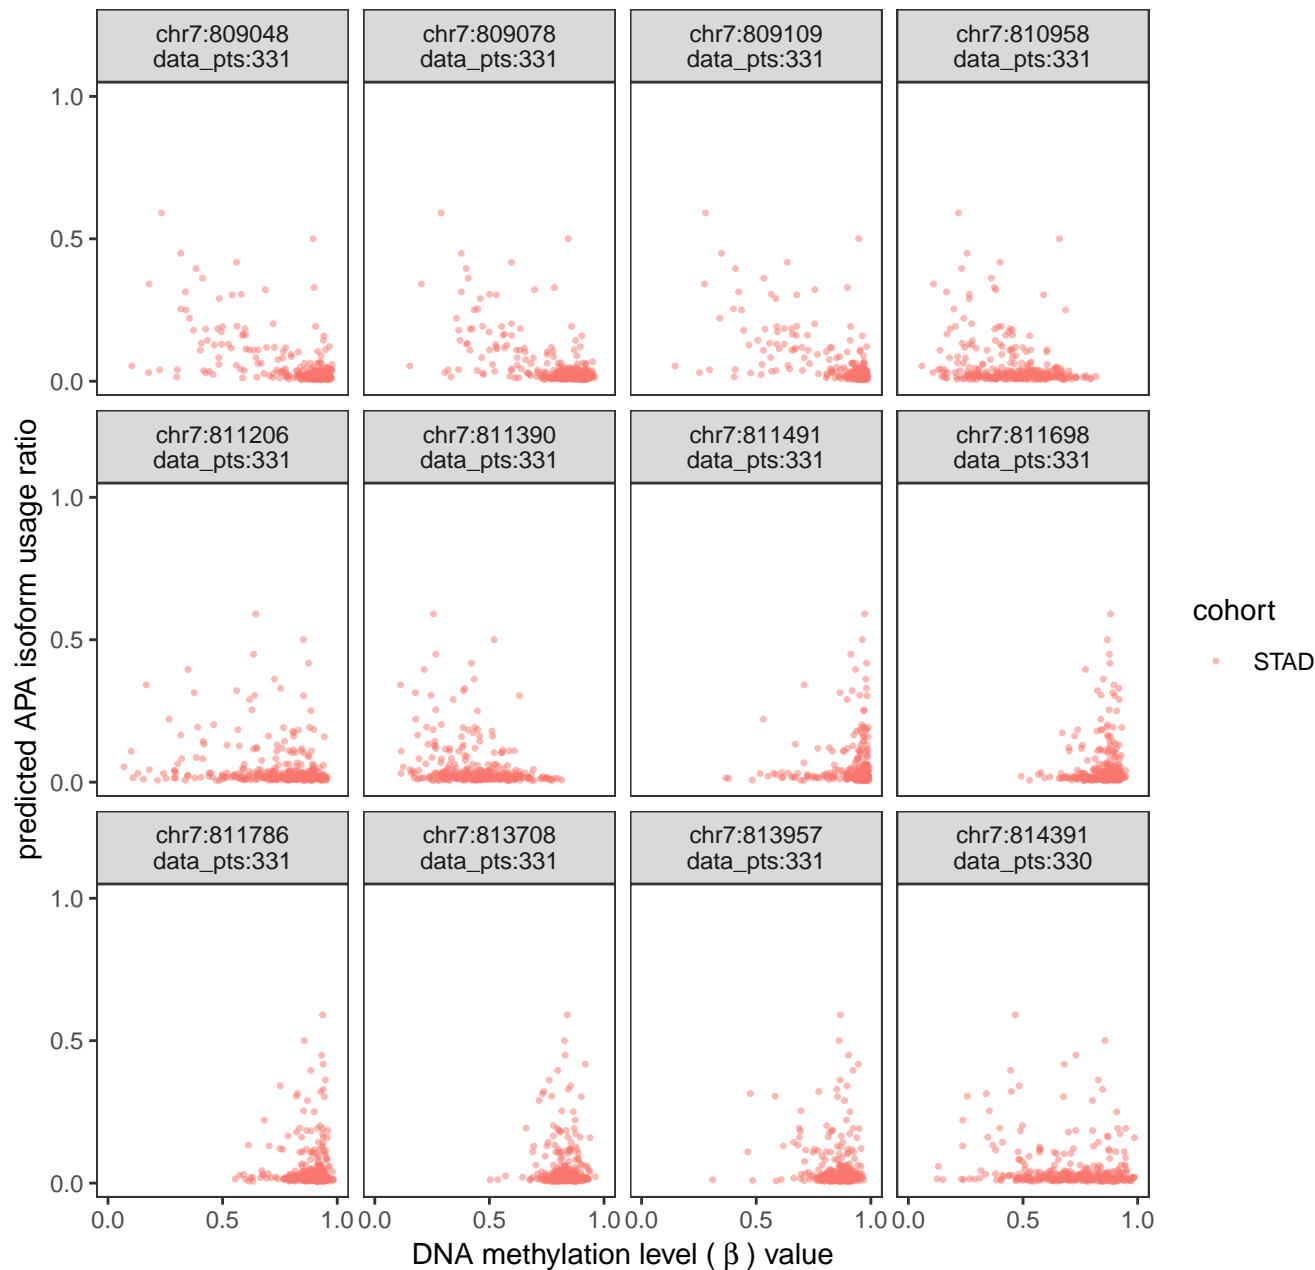 chr7:809048
data_pts:331
chr7:809078
data_pts:331
chr7:809109
data_pts:331
chr7:810958
data_pts:331
1.0
0.5
0.0
chr7:811206
data_pts:331
chr7:811390
data_pts:331
chr7:811491
data_pts:331
chr7:811698
data_pts:331
1.0
0.5
0.0
chr7:811786
data_pts:331
chr7:813708
data_pts:331
chr7:813957
data_pts:331
chr7:814391
data_pts:330
1.0
0.5
0.0
0.0 0.5 1.0
0.0 0.5 1.0
0.0 0.5 1.0
0.0 0.5 1.0
DNA methylation level ( β ) value
predicted APA isoform usage ratio
cohort
STAD